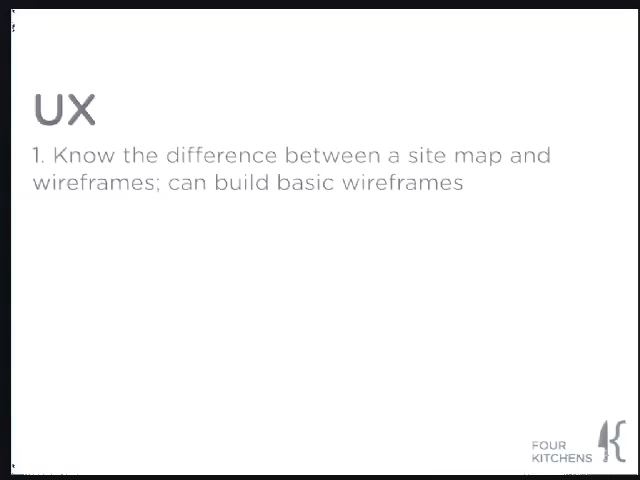 UX
1. Know the difference between a site map and
wireframes; can build basic wireframes
FOUR
KITCHENS